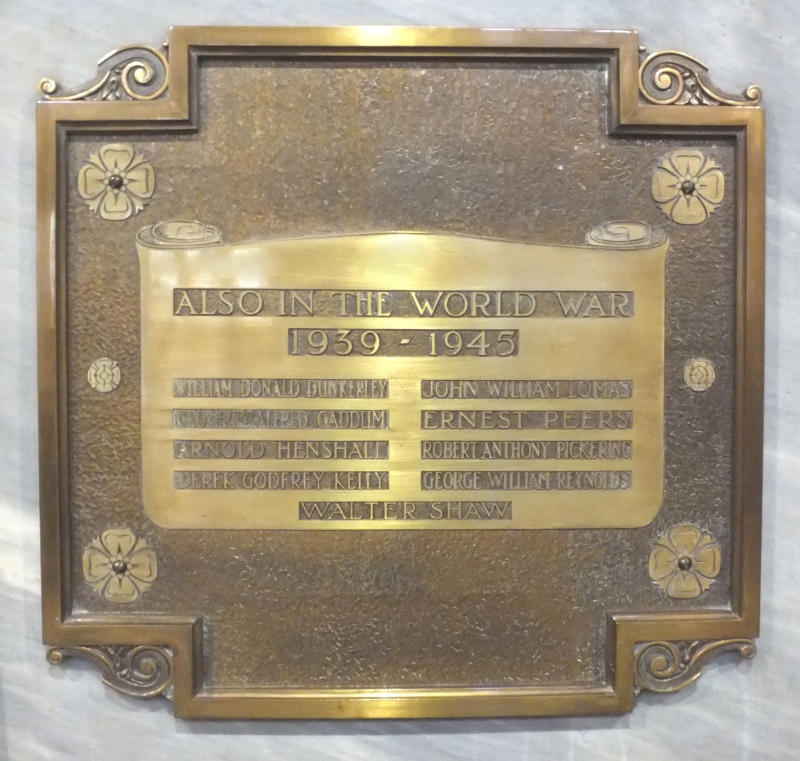 ALSO IN THE WORLD WAR
1939 - 1945
WILLIAM DONALD DUNKERLEY
ALFRED GADDUM
ARNOLD HENSHALL
DEREK GODFREY KELLY
JOHN WILLIAM LOMAS
ERNEST PEERS
ROBERT ANTHONY PICKERING
GEORGE WILLIAM REYNOLDS
WALTER SHAW